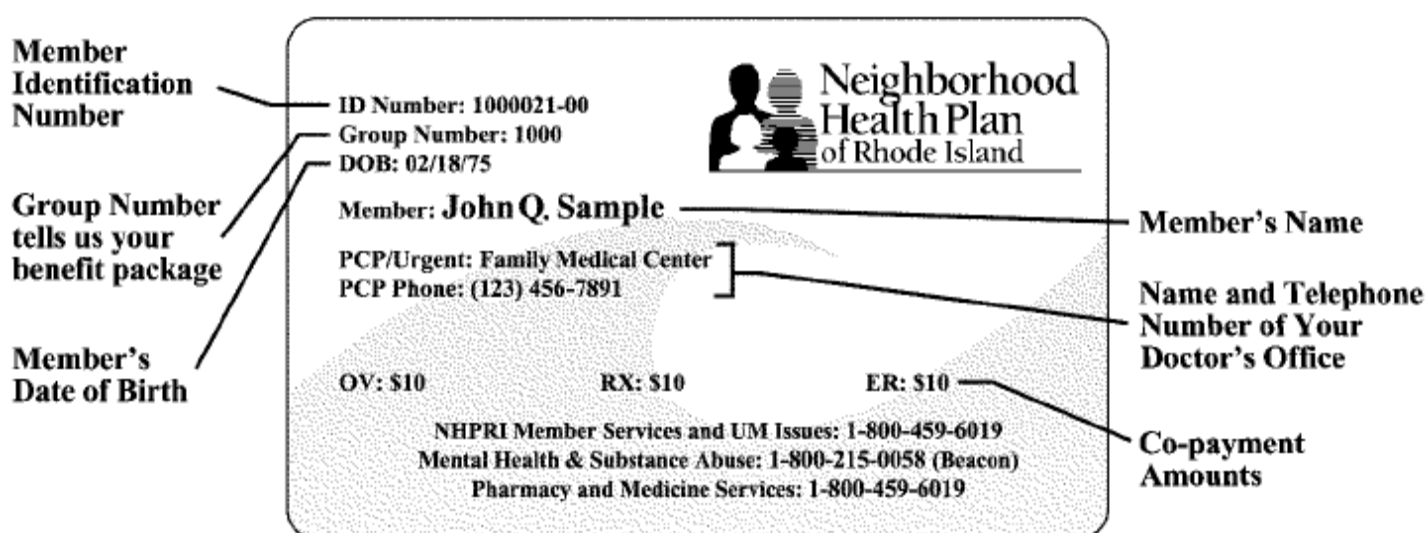 Member
Identification
Number
Group Number
tells us your
benefit package
Member's
Date of Birth
ID Number: 1000021-00
Group Number: 1000
DOB: 02/18/75
Neighborhood
Health Plan
of Rhode Island
Member: John Q. Sample
PCP/Urgent: Family Medical Center
PCP Phone: (123) 456-7891
OV: $10 RX: $10 ER: $10
NHPRI Member Services and UM Issues: 1-800-459-6019
Mental Health & Substance Abuse: 1-800-215-0058 (Beacon)
Pharmacy and Medicine Services: 1-800-459-6019
Member's Name
Name and Telephone
Number of Your
Doctor's Office
Co-payment
Amounts